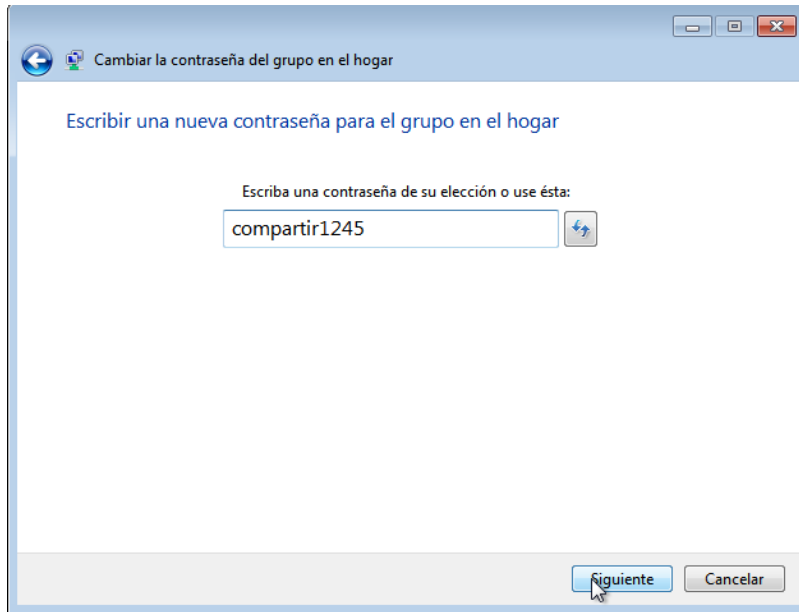 Cambiar la contraseña del grupo en el hogar
Escribir una nueva contraseña para el grupo en el hogar
Escriba una contraseña de su elección o use ésta:
compartir1245
Siguiente Cancelar